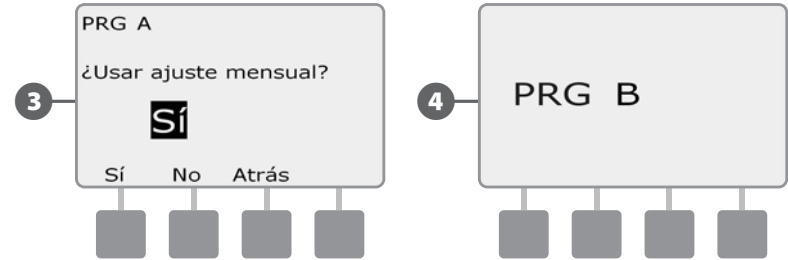 PRG A
¿Usar ajuste mensual?
3
Sí
Sí No Atrás
4
PRG B